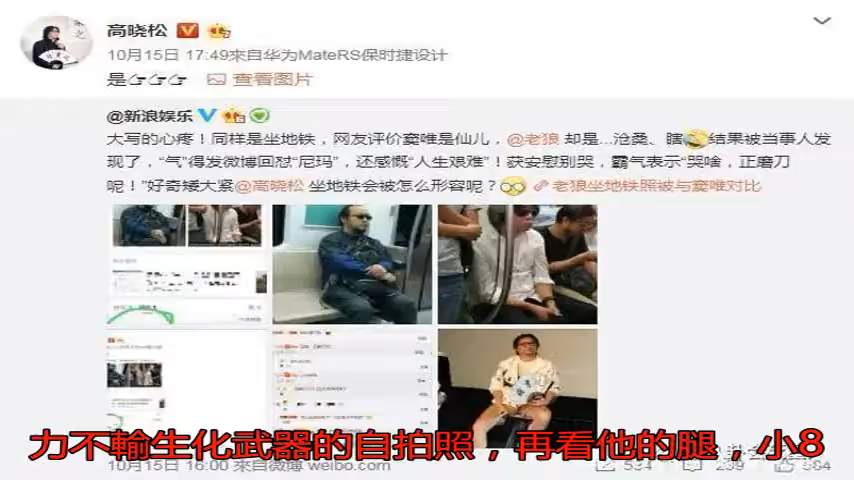 高晓松
10月15日 17:49来自华为MateRS保时捷设计
是👉👉👉 查看图片
@新浪娱乐
大写的心疼！同样是坐地铁，网友评价窦唯是仙儿，@老狼 却是...沧桑、瞎😂结果被当事人发
现了，“气”得发微博回怼“尼玛”，还感慨“人生艰难”！获安慰别哭，霸气表示“哭啥，正磨刀
呢！”好奇矮大紧@高晓松 坐地铁会被怎么形容呢？🤓 老狼坐地铁照被与窦唯对比
力不輸生化武器的自拍照，再看他的腿，小8
10月15日 16:00 来自微博 weibo.com